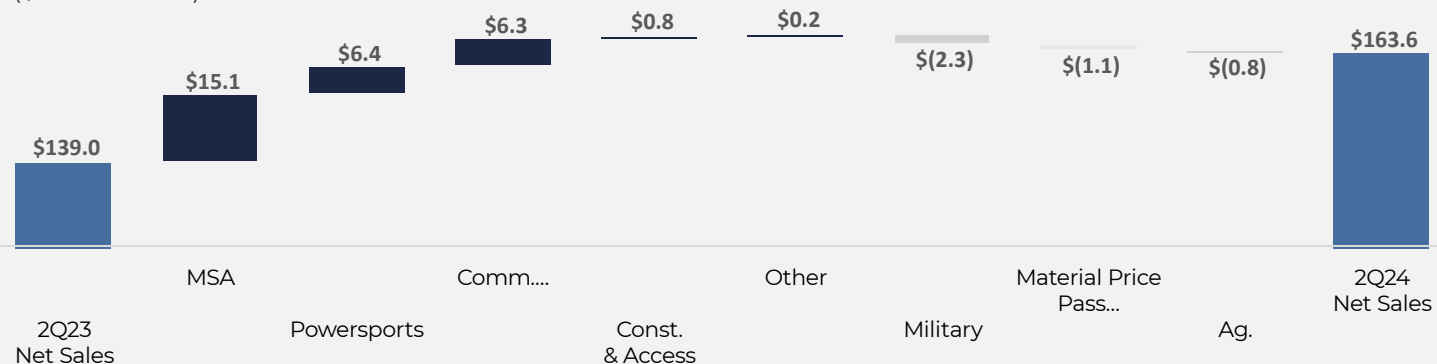 $139.0
$15.1
$6.4
$6.3
$0.8
$0.2
$(2.3)
$(1.1)
$(0.8)
$163.6
2Q23
Net Sales
MSA
Powersports
Comm....
Const.
& Access
Other
Military
Material Price
Pass...
Ag.
2Q24
Net Sales